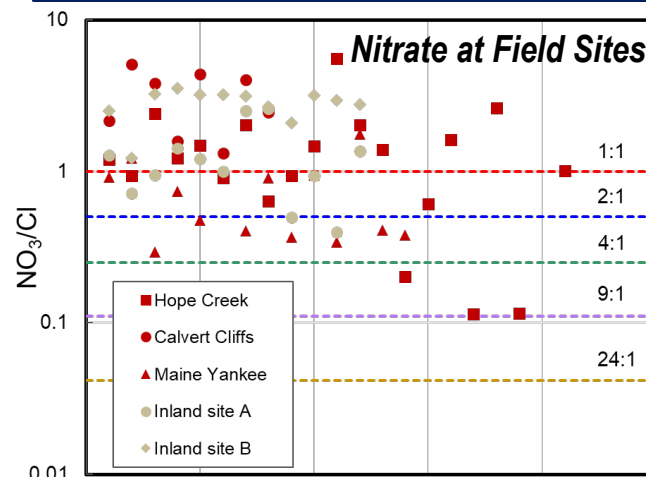 Nitrate at Field Sites
10
1
0.1
0.01
NO₃/Cl
1:1
2:1
4:1
9:1
24:1
Hope Creek
Calvert Cliffs
Maine Yankee
Inland site A
Inland site B